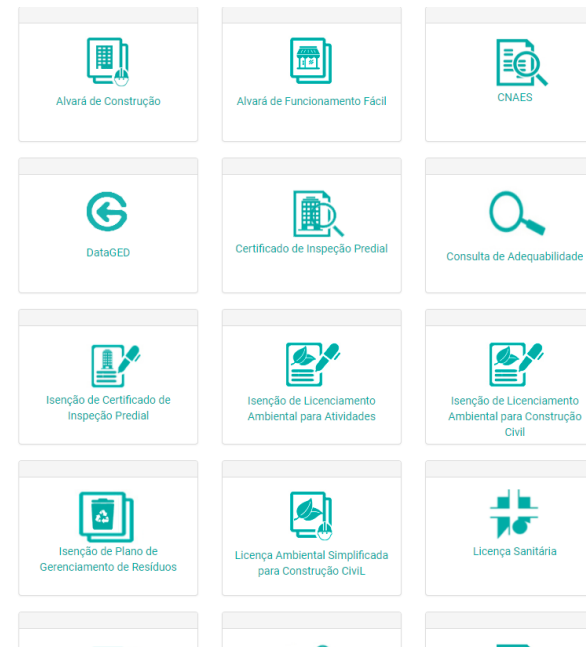 Alvará de Construção
Alvará de Funcionamento Fácil
CNAES
DataGED
Certificado de Inspeção Predial
Consulta de Adequabilidade
Isenção de Certificado de
Inspeção Predial
Isenção de Licenciamento
Ambiental para Atividades
Isenção de Licenciamento
Ambiental para Construção
Civil
Isenção de Plano de
Gerenciamento de Resíduos
Licença Ambiental Simplificada
para Construção CiviL
Licença Sanitária